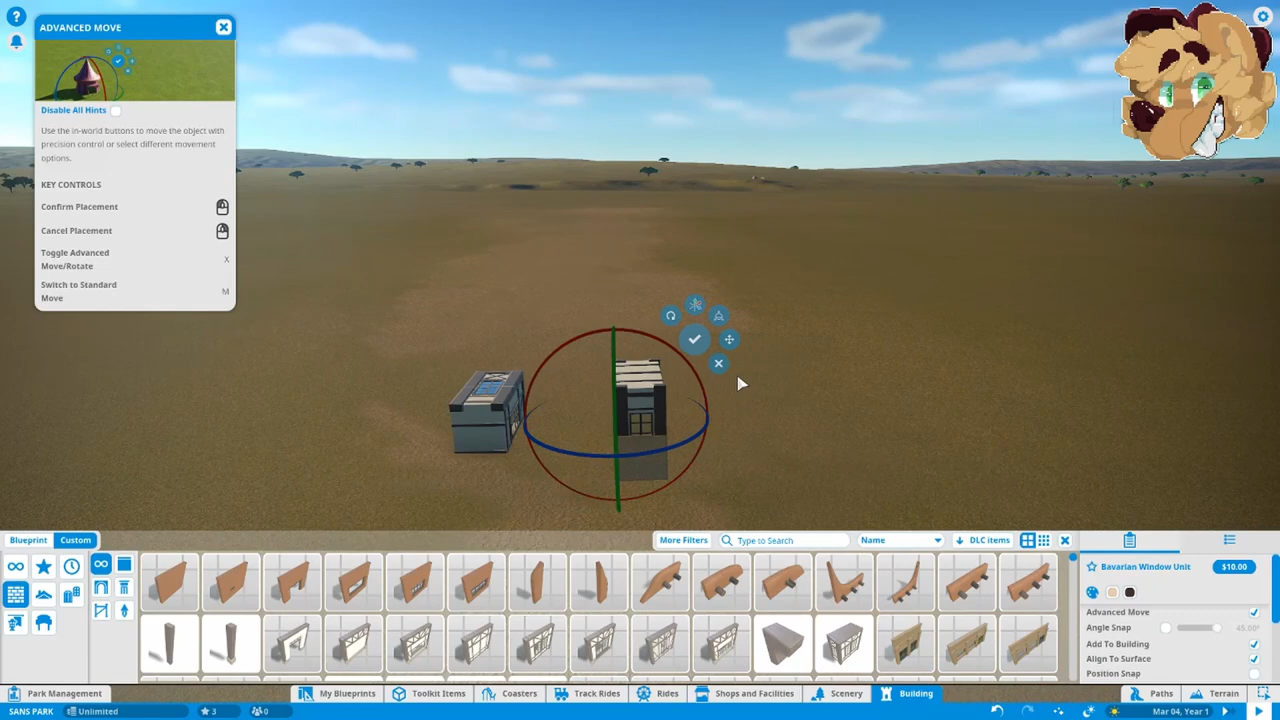 ADVANCED MOVE
Disable All Hints
Use the in-world buttons to move the object with
precision control or select different movement
options.
KEY CONTROLS
Confirm Placement
Cancel Placement
Toggle Advanced
Move/Rotate
X
Switch to Standard
Move
M
Blueprint
Custom
More Filters
Type to Search
Name
DLC items
Bavarian Window Unit
$10.00
Advanced Move
Angle Snap
45.00°
Add To Building
Align To Surface
Position Snap
Park Management
My Blueprints
Toolkit Items
Coasters
Track Rides
Rides
Shops and Facilities
Scenery
Building
Paths
Terrain
SANS PARK
Unlimited
3
0
Mar 04, Year 1